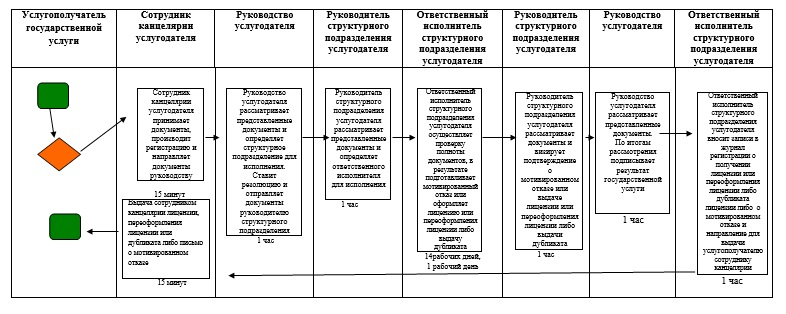 Услугополучатель
государственной
услуги
Сотрудник
канцелярии
услугодателя
Руководство
услугодателя
Руководитель
структурного
подразделения
услугодателя
Ответственный
исполнитель
структурного
подразделения
услугодателя
Руководитель
структурного
подразделения
услугодателя
Руководство
услугодателя
Ответственный
исполнитель
структурного
подразделения
услугодателя
Сотрудник
канцелярии
услугодателя
принимает
документы,
производит
регистрацию и
направляет
документы
руководству
15 минут
Выдача сотрудником
канцелярии лицензии,
переоформления
лицензии или
дубликата либо письмо
о мотивированном
отказе
15 минут
Руководство
услугодателя
рассматривает
представленные
документы и
определяет
структурное
подразделение для
исполнения.
Ставит
резолюцию и
отправляет
документы
руководителю
структурного
подразделения
1 час
Руководитель
структурного
подразделения
услугодателя
рассматривает
представленные
документы и
определяет
ответственного
исполнителя
для исполнения
1 час
Ответственный
исполнитель
структурного
подразделения
услугодателя
осуществляет
проверку
полноты
документов, в
результате
подготавливает
мотивированный
отказ или
оформляет
лицензию или
переоформления
лицензии либо
выдачу
дубликата
14рабочих дней,
1 рабочий день
Руководитель
структурного
подразделения
услугодателя
рассматривает
документы и
визирует
подтверждение
о
мотивированном
отказе или
выдаче
лицензии или
переоформления
лицензии либо
выдачи
дубликата
1 час
Руководство
услугодателя
рассматривает
представленные
документы.
По итогам
рассмотрения
подписывает
результат
государственной
услуги
1 час
Ответственный
исполнитель
структурного
подразделения
услугодателя
вносит записи в
журнал
регистрации о
получении
лицензии или
переоформления
лицензии либо
дубликата
лицензии либо о
мотивированном
отказе и
направление для
выдачи
услугополучателю
сотруднику
канцелярии
1 час